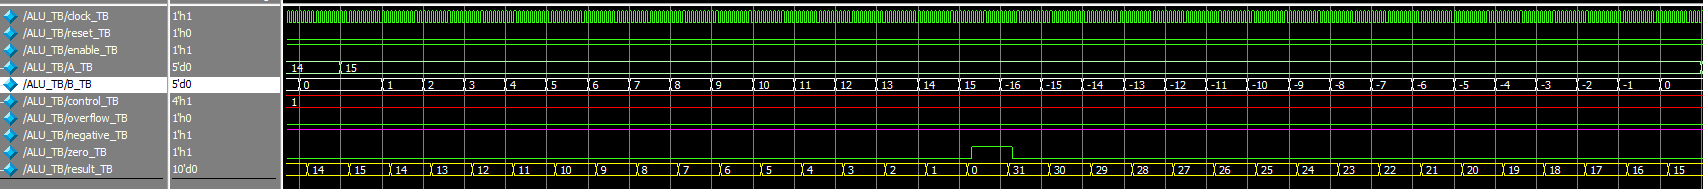 /ALU_TB/clock_TB 1'h1
/ALU_TB/reset_TB 1'h0
/ALU_TB/enable_TB 1'h1
/ALU_TB/A_TB 5'd0 14 15
/ALU_TB/B_TB 5'd0 0 1 2 3 4 5 6 7 8 9 10 11 12 13 14 15 -16 -15 -14 -13 -12 -11 -10 -9 -8 -7 -6 -5 -4 -3 -2 -1 0
/ALU_TB/control_TB 4'h1 1
/ALU_TB/overflow_TB 1'h0
/ALU_TB/negative_TB 1'h1
/ALU_TB/zero_TB 1'h1
/ALU_TB/result_TB 10'd0 14 15 14 13 12 11 10 9 8 7 6 5 4 3 2 1 0 31 30 29 28 27 26 25 24 23 22 21 20 19 18 17 16 15